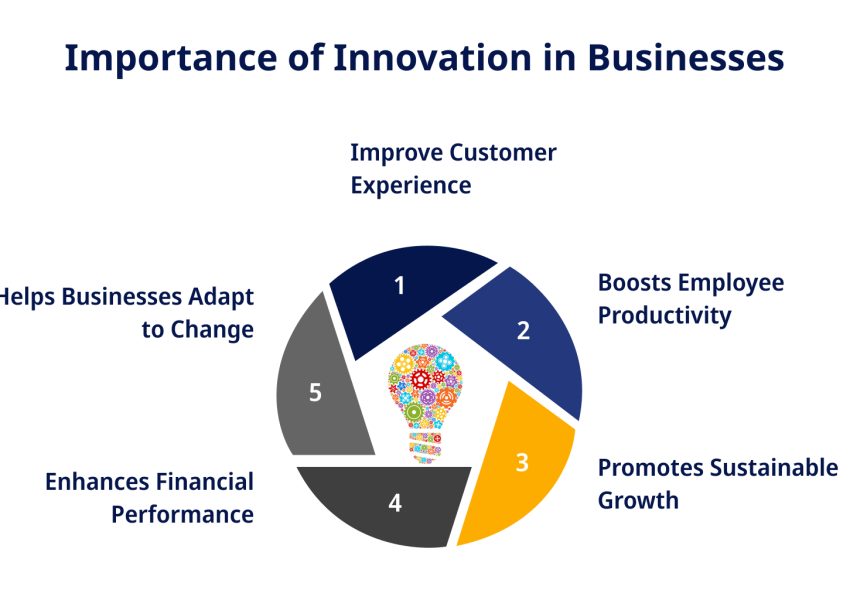 Importance of Innovation in Businesses
Improve Customer
Experience
1
Boosts Employee
Productivity
2
Promotes Sustainable
Growth
3
Enhances Financial
Performance
4
Helps Businesses Adapt
to Change
5